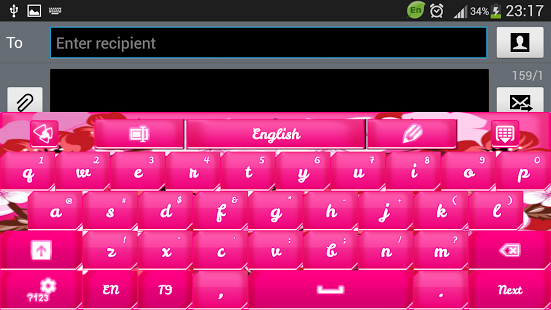 En 34% 23:17
To Enter recipient
159/1
English
1 2 3 4 5 6 7 8 9 0
q w e r t y u i o p
@ # $ & * - + ( )
a s d f g h j k l
z x c v b n m
?123 EN T9 , . Next